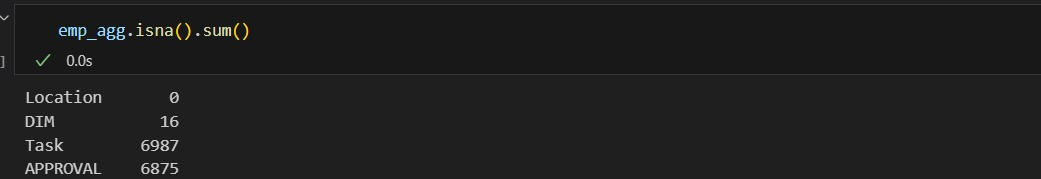 emp_agg.isna().sum()
] ✓ 0.0s
Location 0
DIM 16
Task 6987
APPROVAL 6875